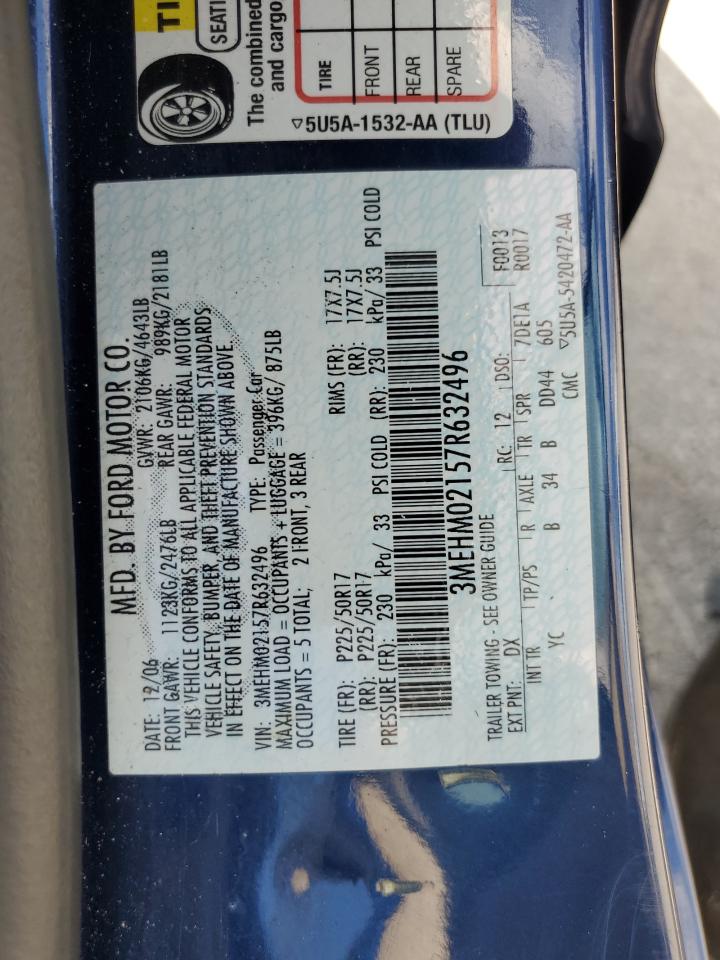 MFD. BY FORD MOTOR CO.
DATE: 12/06 GVWR: 2106KG/4643LB
FRONT GAWR: 1123KG/2476LB REAR GAWR: 989KG/2181LB
THIS VEHICLE CONFORMS TO ALL APPLICABLE FEDERAL MOTOR
VEHICLE SAFETY, BUMPER, AND THEFT PREVENTION STANDARDS
IN EFFECT ON THE DATE OF MANUFACTURE SHOWN ABOVE.
VIN: 3MEHM02157R632496 TYPE: Passenger Car
MAXIMUM LOAD = OCCUPANTS + LUGGAGE = 396KG/ 875LB
OCCUPANTS = 5 TOTAL; 2 FRONT, 3 REAR
TIRE (FR): P225/50R17 RIMS (FR): 17X7.5J
(RR): P225/50R17 (RR): 17X7.5J
PRESSURE (FR): 230 kPa/ 33 PSI COLD (RR): 230 kPa/ 33 PSI COLD
3MEHM02157R632496
TRAILER TOWING - SEE OWNER GUIDE F0013
EXT PNT: DX RC: 12 DSO: R0017
INT TR TP/PS R AXLE TR SPR 7DE1A
YC B 34 B DD44 605
CMC ▽5U5A-5420472-AA
TI
SEATI
The combined
and cargo
TIRE
FRONT
REAR
SPARE
▽5U5A-1532-AA (TLU)